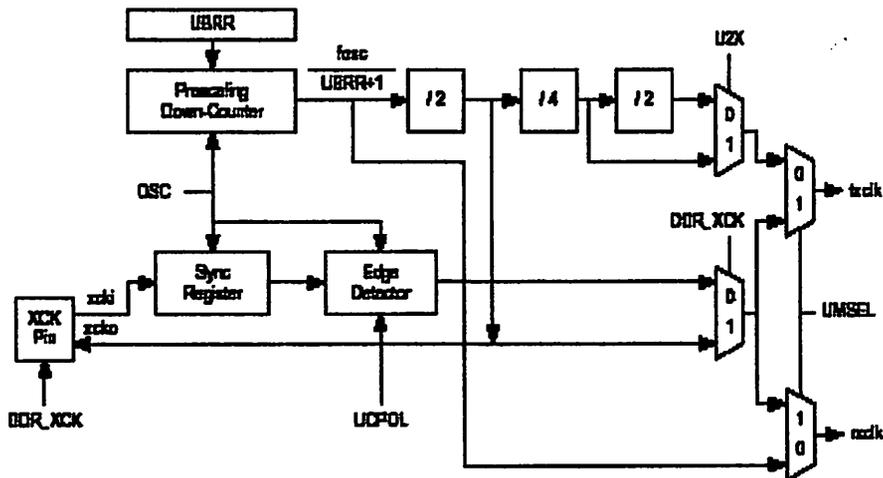 UBRR
U2X
fosc
Prescaling
Down-Counter
UBRR+1
/2
/4
/2
0
1
OSC
0
1
txclk
DDR_XCK
Sync
Register
Edge
Detector
0
1
UMSEL
xcki
XCK
Pin
xcko
DDR_XCK
UCPOL
1
0
rxclk